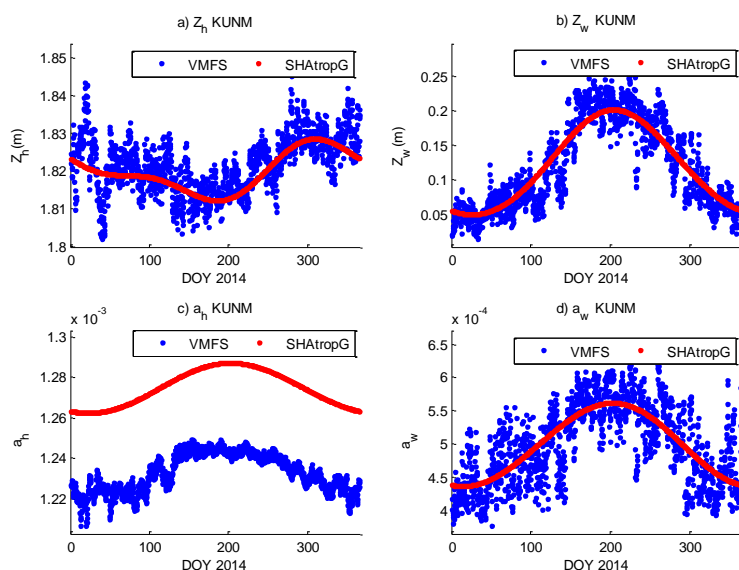 a) Z_h KUNM
VMFS SHAtropG
Z_h (m)
1.85
1.84
1.83
1.82
1.81
1.8
0 100 200 300
DOY 2014
b) Z_w KUNM
VMFS SHAtropG
Z_w (m)
0.25
0.2
0.15
0.1
0.05
0 100 200 300
DOY 2014
c) a_h KUNM
x 10^-3
VMFS SHAtropG
a_h
1.3
1.28
1.26
1.24
1.22
0 100 200 300
DOY 2014
d) a_w KUNM
x 10^-4
VMFS SHAtropG
a_w
6.5
6
5.5
5
4.5
4
0 100 200 300
DOY 2014